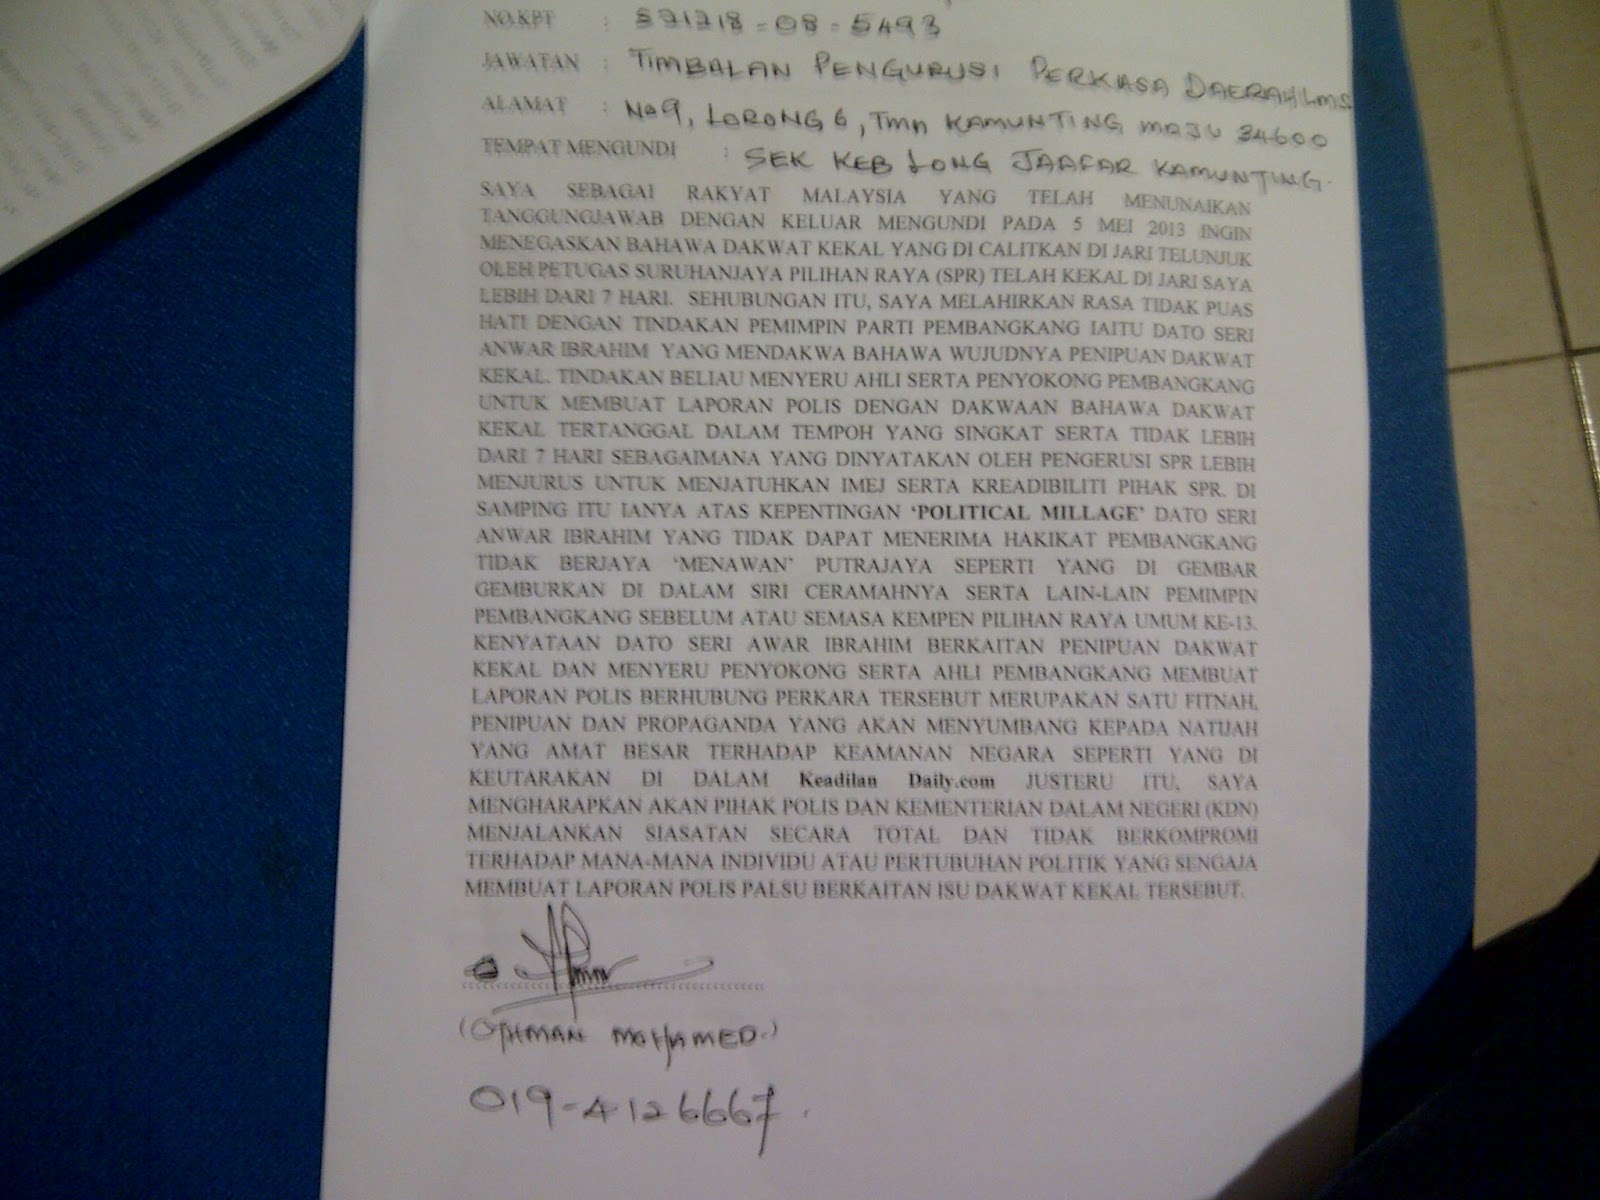 NO.KPT : 521218-08-5493
JAWATAN : TIMBALAN PENGURUSI PERKASA DAERAH LMS
ALAMAT : No 9, LORONG 6, Tmn KAMUNTING MAJU 34600
TEMPAT MENGUNDI : SEK KEB LONG JAAFAR KAMUNTING.
SAYA SEBAGAI RAKYAT MALAYSIA YANG TELAH MENUNAIKAN
TANGGUNGJAWAB DENGAN KELUAR MENGUNDI PADA 5 MEI 2013 INGIN
MENEGASKAN BAHAWA DAKWAT KEKAL YANG DI CALITKAN DI JARI TELUNJUK
OLEH PETUGAS SURUHANJAYA PILIHAN RAYA (SPR) TELAH KEKAL DI JARI SAYA
LEBIH DARI 7 HARI. SEHUBUNGAN ITU, SAYA MELAHIRKAN RASA TIDAK PUAS
HATI DENGAN TINDAKAN PEMIMPIN PARTI PEMBANGKANG IAITU DATO SERI
ANWAR IBRAHIM YANG MENDAKWA BAHAWA WUJUDNYA PENIPUAN DAKWAT
KEKAL. TINDAKAN BELIAU MENYERU AHLI SERTA PENYOKONG PEMBANGKANG
UNTUK MEMBUAT LAPORAN POLIS DENGAN DAKWAAN BAHAWA DAKWAT
KEKAL TERTANGGAL DALAM TEMPOH YANG SINGKAT SERTA TIDAK LEBIH
DARI 7 HARI SEBAGAIMANA YANG DINYATAKAN OLEH PENGERUSI SPR LEBIH
MENJURUS UNTUK MENJATUHKAN IMEJ SERTA KREADIBILITI PIHAK SPR. DI
SAMPING ITU IANYA ATAS KEPENTINGAN 'POLITICAL MILLAGE' DATO SERI
ANWAR IBRAHIM YANG TIDAK DAPAT MENERIMA HAKIKAT PEMBANGKANG
TIDAK BERJAYA 'MENAWAN' PUTRAJAYA SEPERTI YANG DI GEMBAR
GEMBURKAN DI DALAM SIRI CERAMAHNYA SERTA LAIN-LAIN PEMIMPIN
PEMBANGKANG SEBELUM ATAU SEMASA KEMPEN PILIHAN RAYA UMUM KE-13.
KENYATAAN DATO SERI AWAR IBRAHIM BERKAITAN PENIPUAN DAKWAT
KEKAL DAN MENYERU PENYOKONG SERTA AHLI PEMBANGKANG MEMBUAT
LAPORAN POLIS BERHUBUNG PERKARA TERSEBUT MERUPAKAN SATU FITNAH,
PENIPUAN DAN PROPAGANDA YANG AKAN MENYUMBANG KEPADA NATIJAH
YANG AMAT BESAR TERHADAP KEAMANAN NEGARA SEPERTI YANG DI
KEUTARAKAN DI DALAM Keadilan Daily.com JUSTERU ITU, SAYA
MENGHARAPKAN AKAN PIHAK POLIS DAN KEMENTERIAN DALAM NEGERI (KDN)
MENJALANKAN SIASATAN SECARA TOTAL DAN TIDAK BERKOMPROMI
TERHADAP MANA-MANA INDIVIDU ATAU PERTUBUHAN POLITIK YANG SENGAJA
MEMBUAT LAPORAN POLIS PALSU BERKAITAN ISU DAKWAT KEKAL TERSEBUT.
(OTHMAN MOHAMED.)
019-4126667.